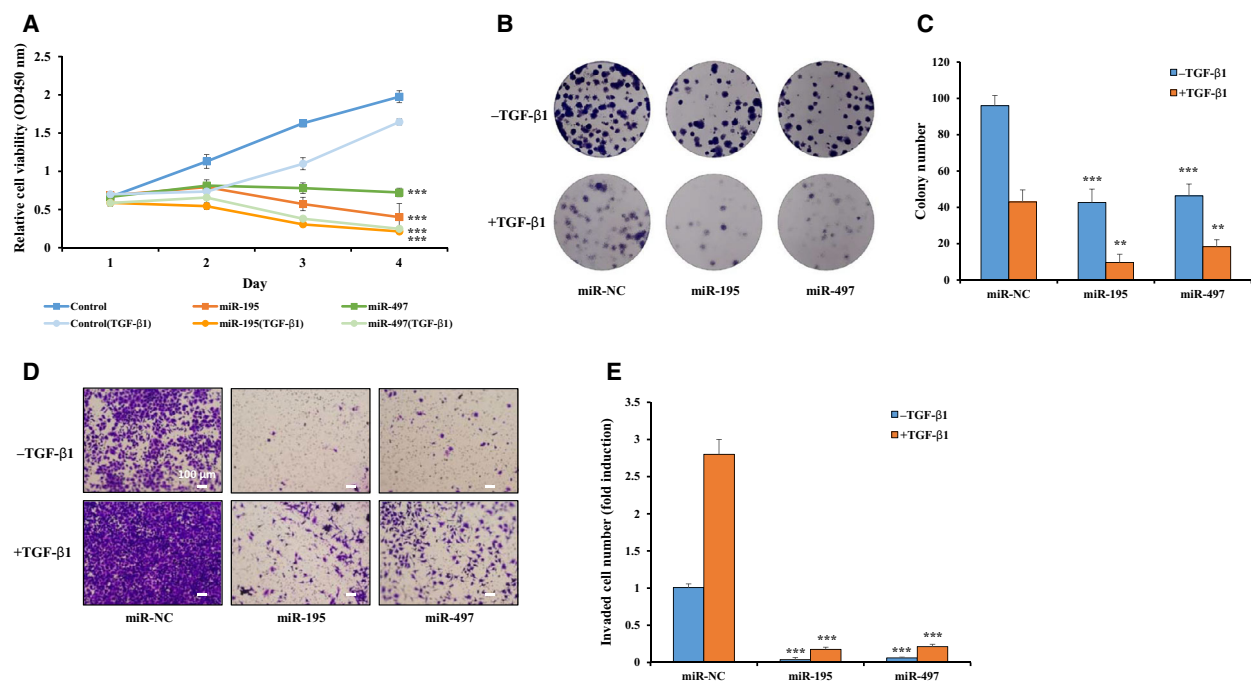 A
Relative cell viability (OD450 nm)
2.5
2
1.5
1
0.5
0
1 2 3 4
Day
***
***
***
***
Control
miR-195
miR-497
Control(TGF-β1)
miR-195(TGF-β1)
miR-497(TGF-β1)
B
–TGF-β1
+TGF-β1
miR-NC miR-195 miR-497
C
Colony number
120
100
80
60
40
20
0
–TGF-β1
+TGF-β1
***
**
***
**
miR-NC miR-195 miR-497
D
–TGF-β1
100 µm
+TGF-β1
miR-NC miR-195 miR-497
E
Invaded cell number (fold induction)
3.5
3
2.5
2
1.5
1
0.5
0
–TGF-β1
+TGF-β1
*** *** *** ***
miR-NC miR-195 miR-497